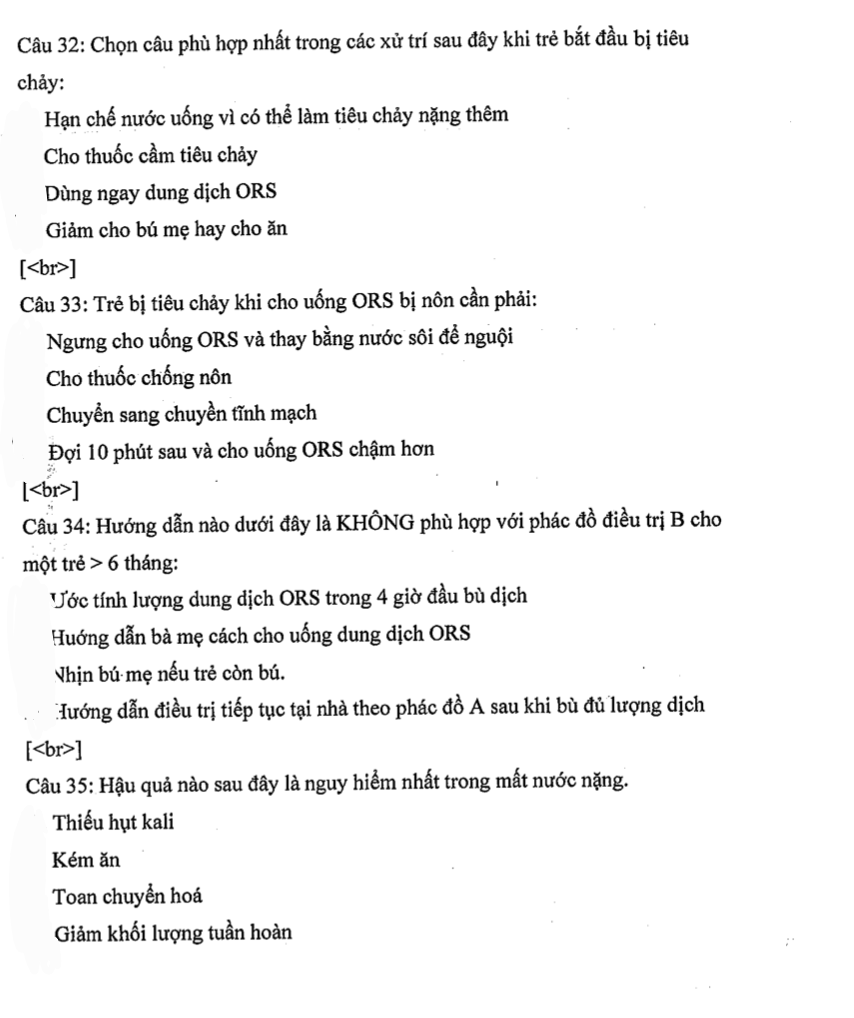 Câu 32: Chọn câu phù hợp nhất trong các xử trí sau đây khi trẻ bắt đầu bị tiêu
chảy:
Hạn chế nước uống vì có thể làm tiêu chảy nặng thêm
Cho thuốc cầm tiêu chảy
Dùng ngay dung dịch ORS
Giảm cho bú mẹ hay cho ăn
[<br>]
Câu 33: Trẻ bị tiêu chảy khi cho uống ORS bị nôn cần phải:
Ngưng cho uống ORS và thay bằng nước sôi để nguội
Cho thuốc chống nôn
Chuyển sang chuyền tĩnh mạch
Đợi 10 phút sau và cho uống ORS chậm hơn
[<br>]
Câu 34: Hướng dẫn nào dưới đây là KHÔNG phù hợp với phác đồ điều trị B cho
một trẻ > 6 tháng:
Ước tính lượng dung dịch ORS trong 4 giờ đầu bù dịch
Huớng dẫn bà mẹ cách cho uống dung dịch ORS
Nhịn bú mẹ nếu trẻ còn bú.
Hướng dẫn điều trị tiếp tục tại nhà theo phác đồ A sau khi bù đủ lượng dịch
[<br>]
Câu 35: Hậu quả nào sau đây là nguy hiểm nhất trong mất nước nặng.
Thiếu hụt kali
Kém ăn
Toan chuyển hoá
Giảm khối lượng tuần hoàn